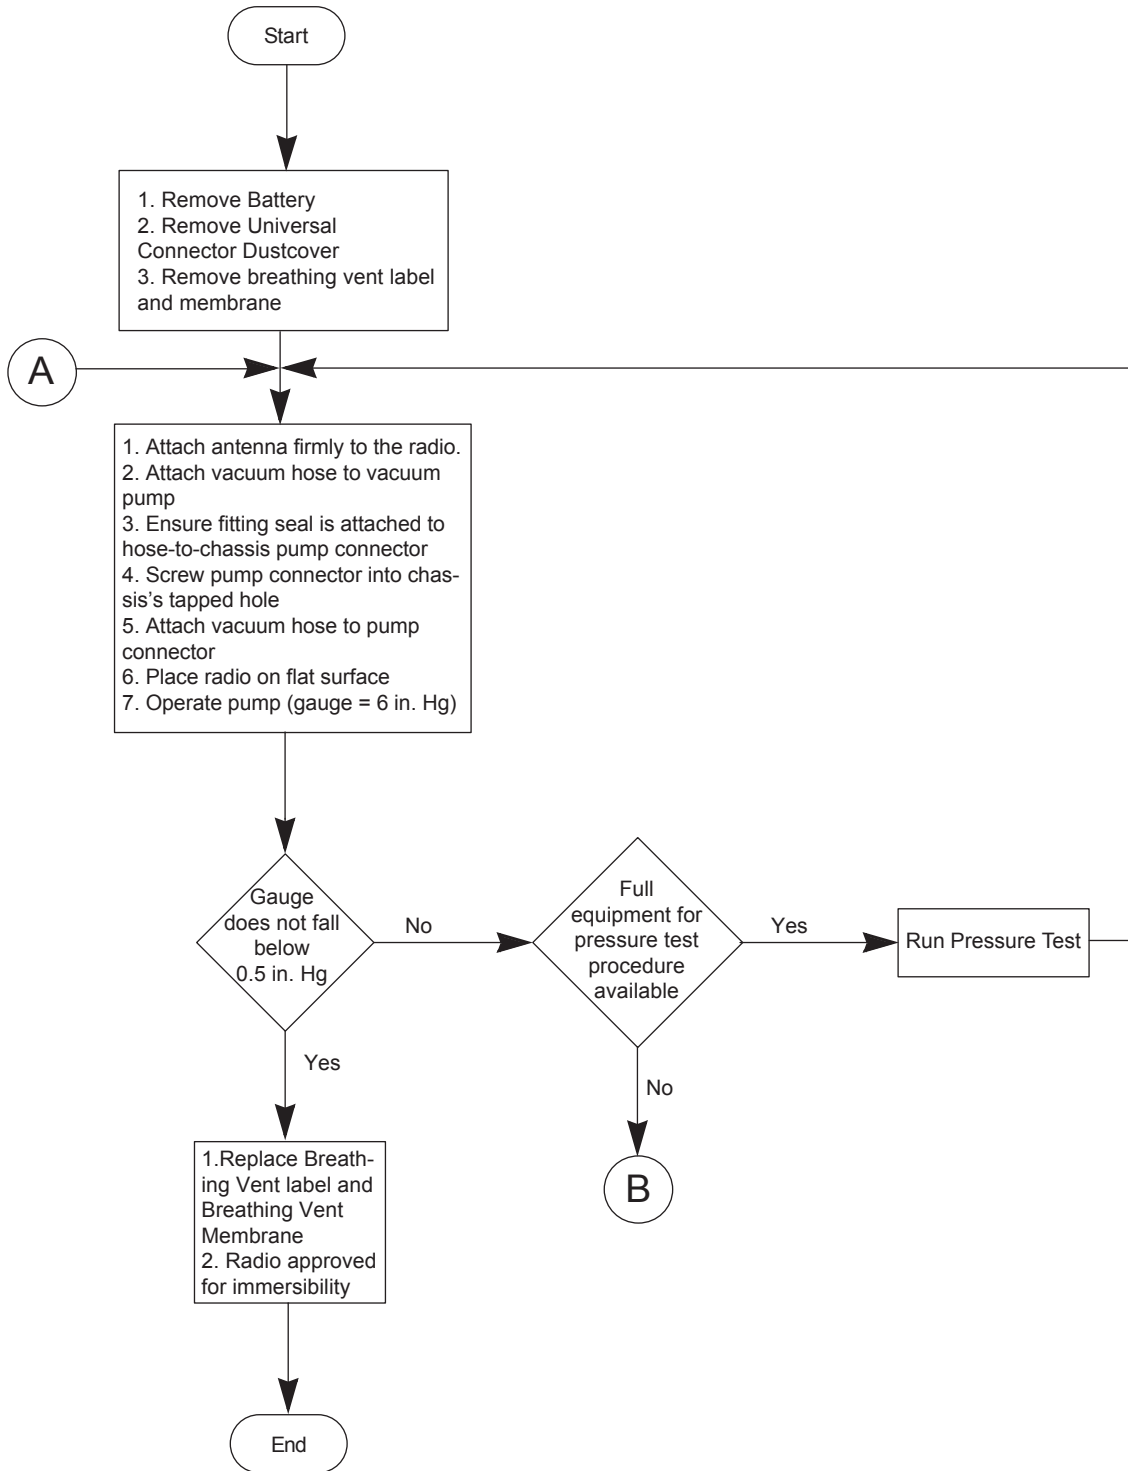 Start
1. Remove Battery
2. Remove Universal
Connector Dustcover
3. Remove breathing vent label
and membrane
A
1. Attach antenna firmly to the radio.
2. Attach vacuum hose to vacuum
pump
3. Ensure fitting seal is attached to
hose-to-chassis pump connector
4. Screw pump connector into chas-
sis’s tapped hole
5. Attach vacuum hose to pump
connector
6. Place radio on flat surface
7. Operate pump (gauge = 6 in. Hg)
Gauge
does not fall
below
0.5 in. Hg
No
Full
equipment for
pressure test
procedure
available
Yes
Run Pressure Test
Yes
No
1.Replace Breath-
ing Vent label and
Breathing Vent
Membrane
2. Radio approved
for immersibility
B
End